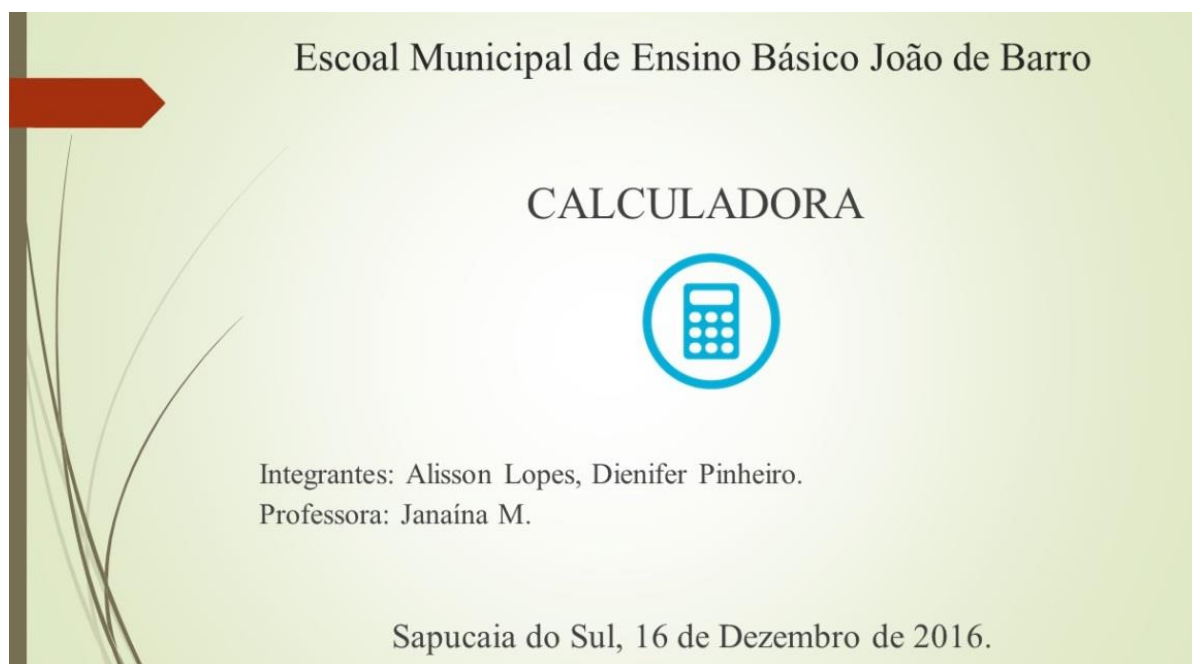 Escoal Municipal de Ensino Básico João de Barro
CALCULADORA
Integrantes: Alisson Lopes, Dienifer Pinheiro.
Professora: Janaína M.
Sapucaia do Sul, 16 de Dezembro de 2016.